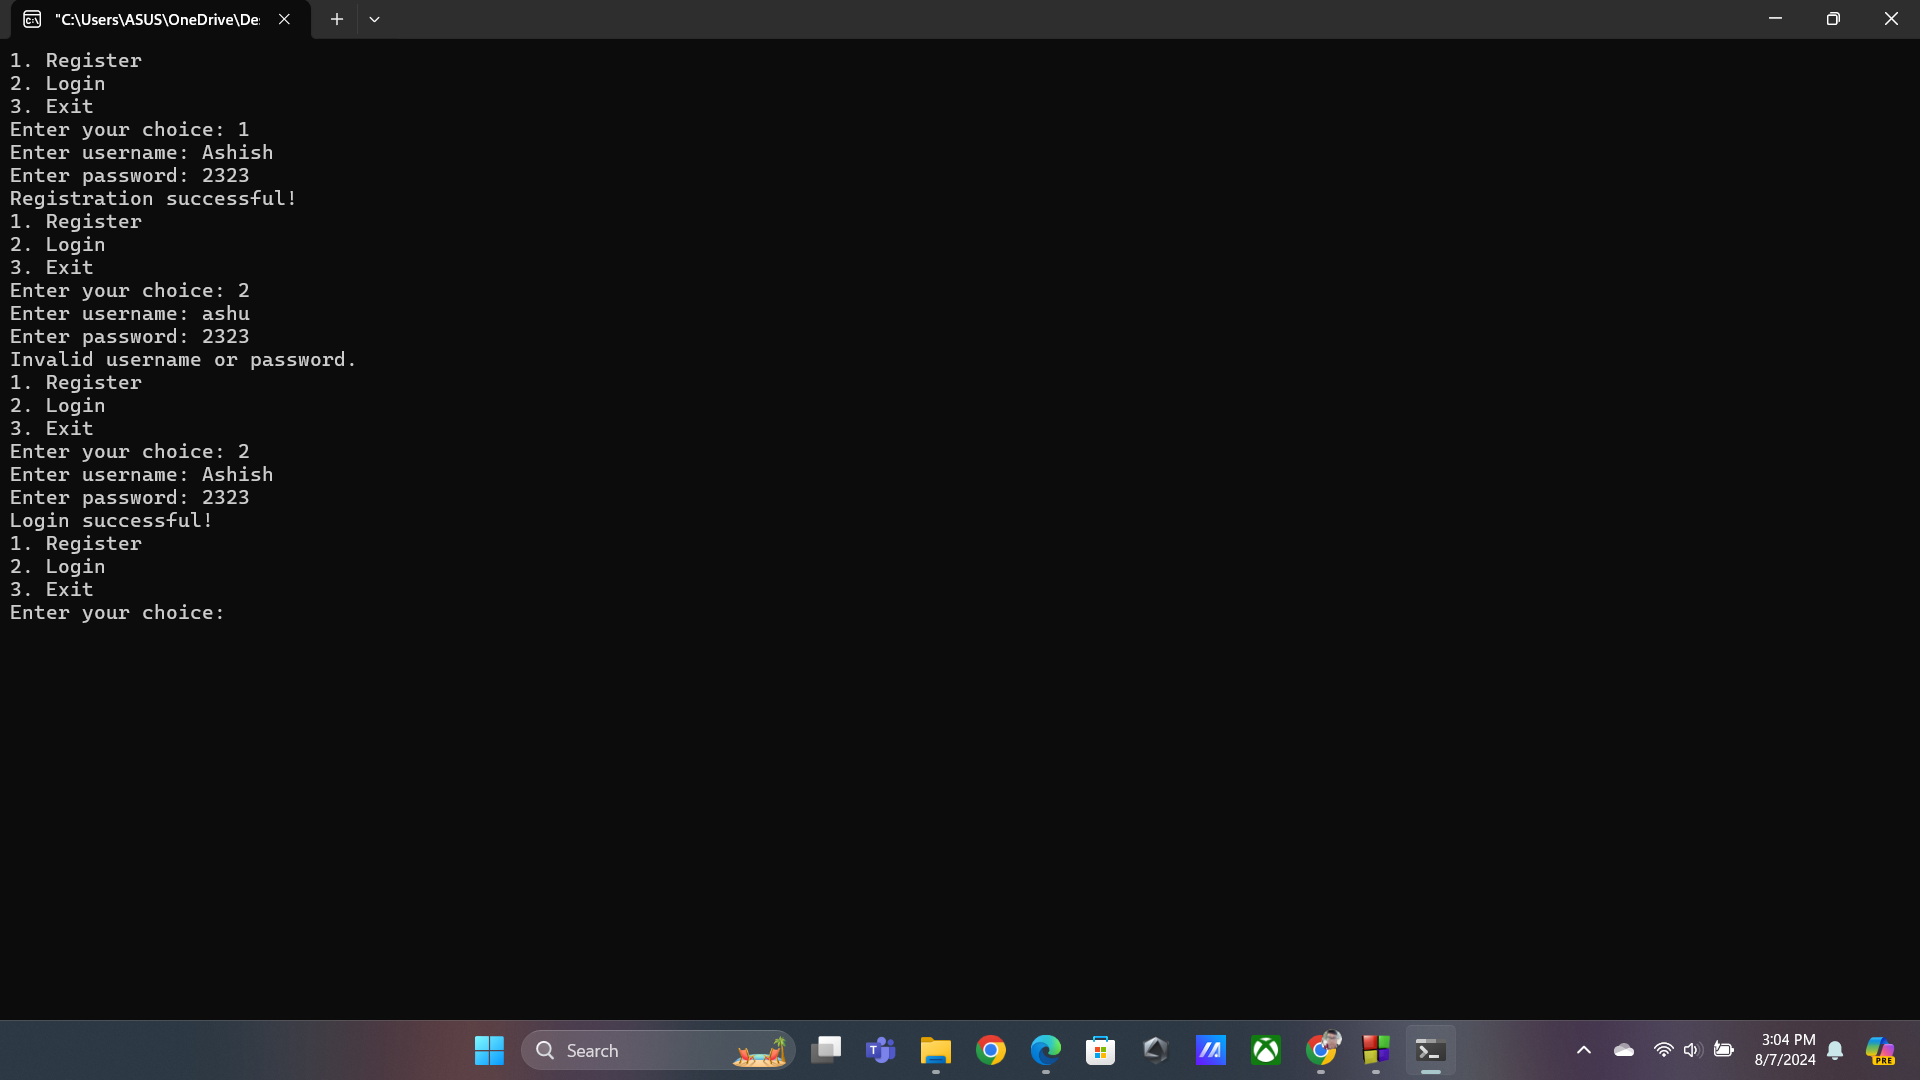 "C:\Users\ASUS\OneDrive\Des
1. Register
2. Login
3. Exit
Enter your choice: 1
Enter username: Ashish
Enter password: 2323
Registration successful!
1. Register
2. Login
3. Exit
Enter your choice: 2
Enter username: ashu
Enter password: 2323
Invalid username or password.
1. Register
2. Login
3. Exit
Enter your choice: 2
Enter username: Ashish
Enter password: 2323
Login successful!
1. Register
2. Login
3. Exit
Enter your choice:
Search
3:04 PM
8/7/2024
PRE